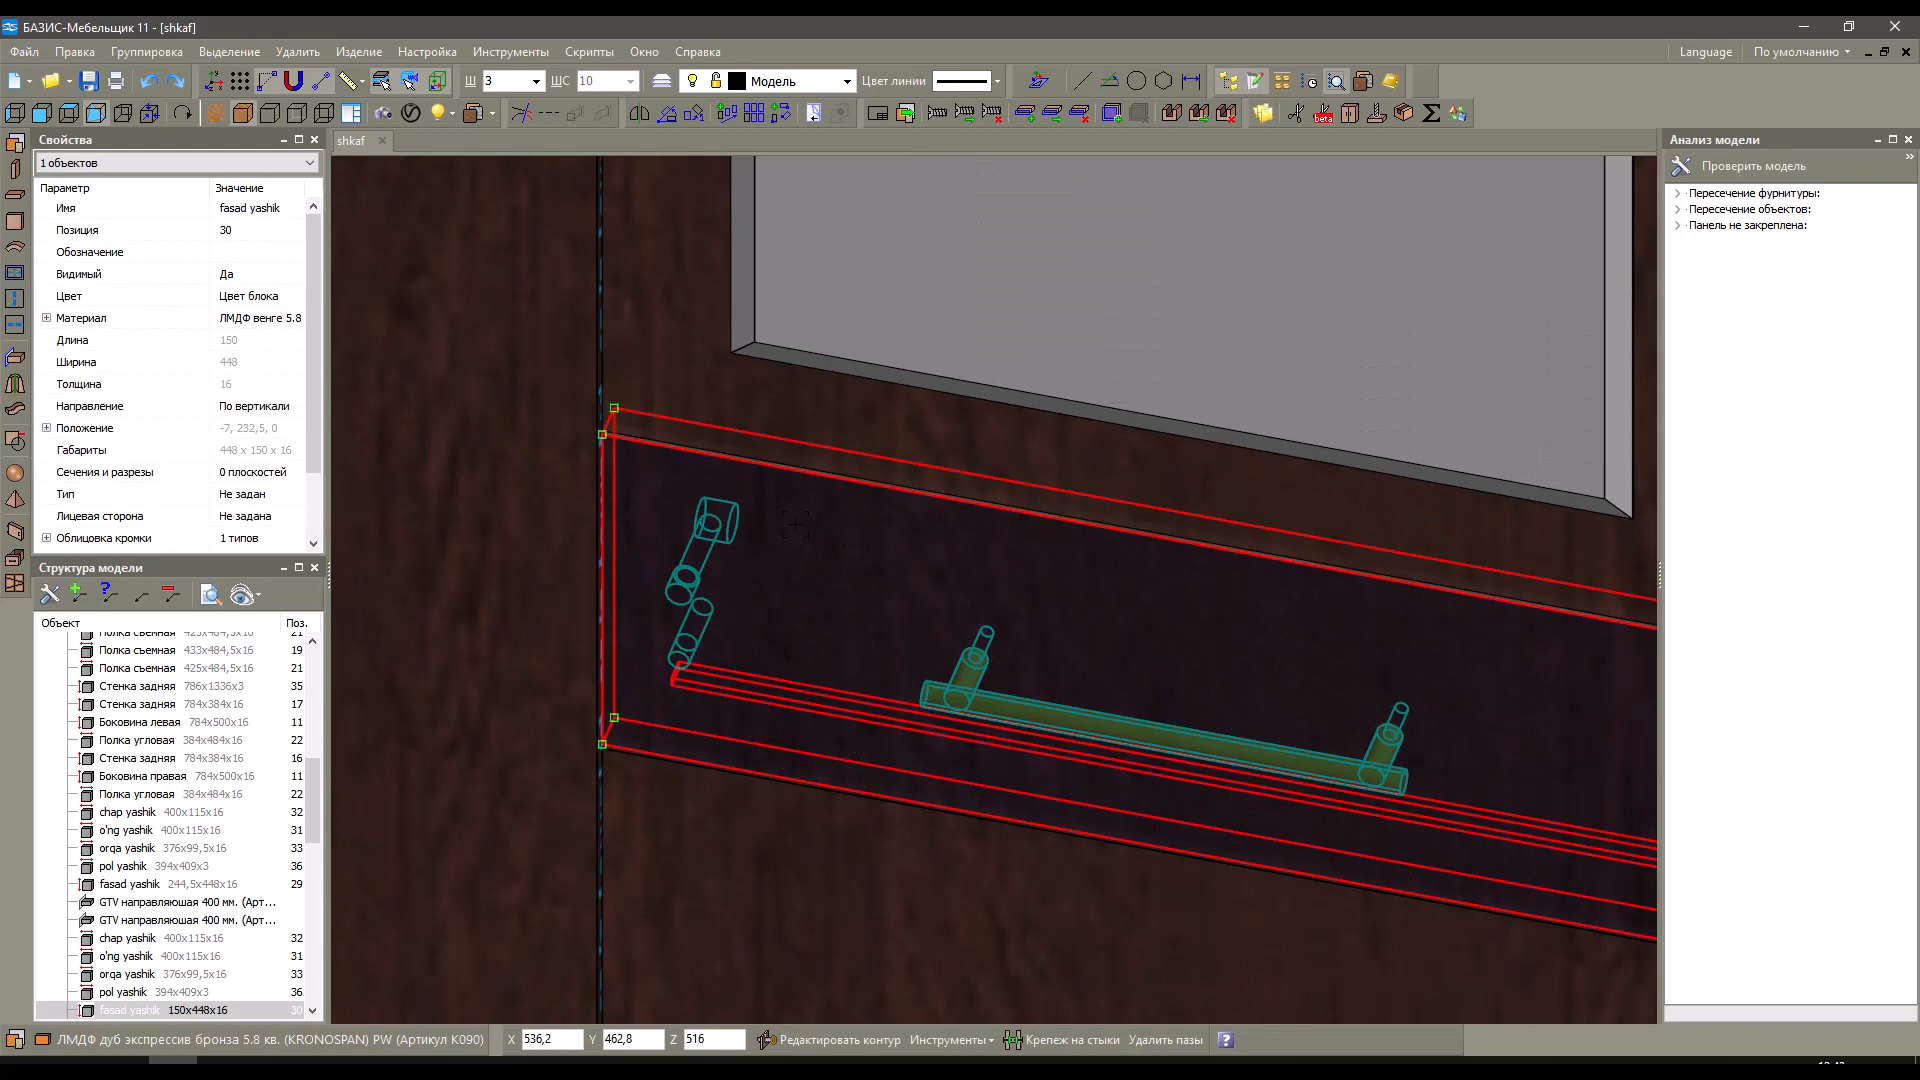 БАЗИС-Мебельщик 11 - [shkaf]
Файл Правка Группировка Выделение Удалить Изделие Настройка Инструменты Скрипты Окно Справка Language По умолчанию
Ш 3 ШС 10 Модель Цвет линии
beta
Свойства
shkaf
Анализ модели
1 объектов
Проверить модель
Параметр Значение
Имя fasad yashik
Позиция 30
Обозначение
Видимый Да
Цвет Цвет блока
Материал ЛМДФ венге 5.8
Длина 150
Ширина 448
Толщина 16
Направление По вертикали
Положение -7, 232,5, 0
Габариты 448 x 150 x 16
Сечения и разрезы 0 плоскостей
Тип Не задан
Лицевая сторона Не задана
Облицовка кромки 1 типов
Пересечение фурнитуры:
Пересечение объектов:
Панель не закреплена:
Структура модели
Объект Поз.
Полка съемная 425x484,5x16 21
Полка съемная 433x484,5x16 19
Полка съемная 425x484,5x16 21
Стенка задняя 786x1336x3 35
Стенка задняя 784x384x16 17
Боковина левая 784x500x16 11
Полка угловая 384x484x16 22
Стенка задняя 784x384x16 16
Боковина правая 784x500x16 11
Полка угловая 384x484x16 22
chap yashik 400x115x16 32
o'ng yashik 400x115x16 31
orqa yashik 376x99,5x16 33
pol yashik 394x409x3 36
fasad yashik 244,5x448x16 29
GTV направляюшая 400 мм. (Арт...
GTV направляюшая 400 мм. (Арт...
chap yashik 400x115x16 32
o'ng yashik 400x115x16 31
orqa yashik 376x99,5x16 33
pol yashik 394x409x3 36
fasad yashik 150x448x16 30
ЛМДФ дуб экспрессив бронза 5.8 кв. (KRONOSPAN) PW (Артикул K090) X 536,2 Y 462,8 Z 516 Редактировать контур Инструменты Крепеж на стыки Удалить пазы